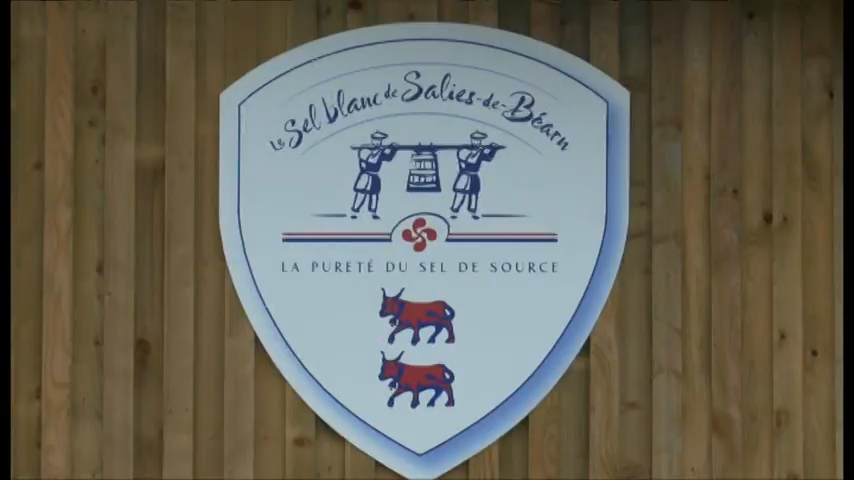 Le Sel blanc de Salies-de-Béarn
LA PURETÉ DU SEL DE SOURCE